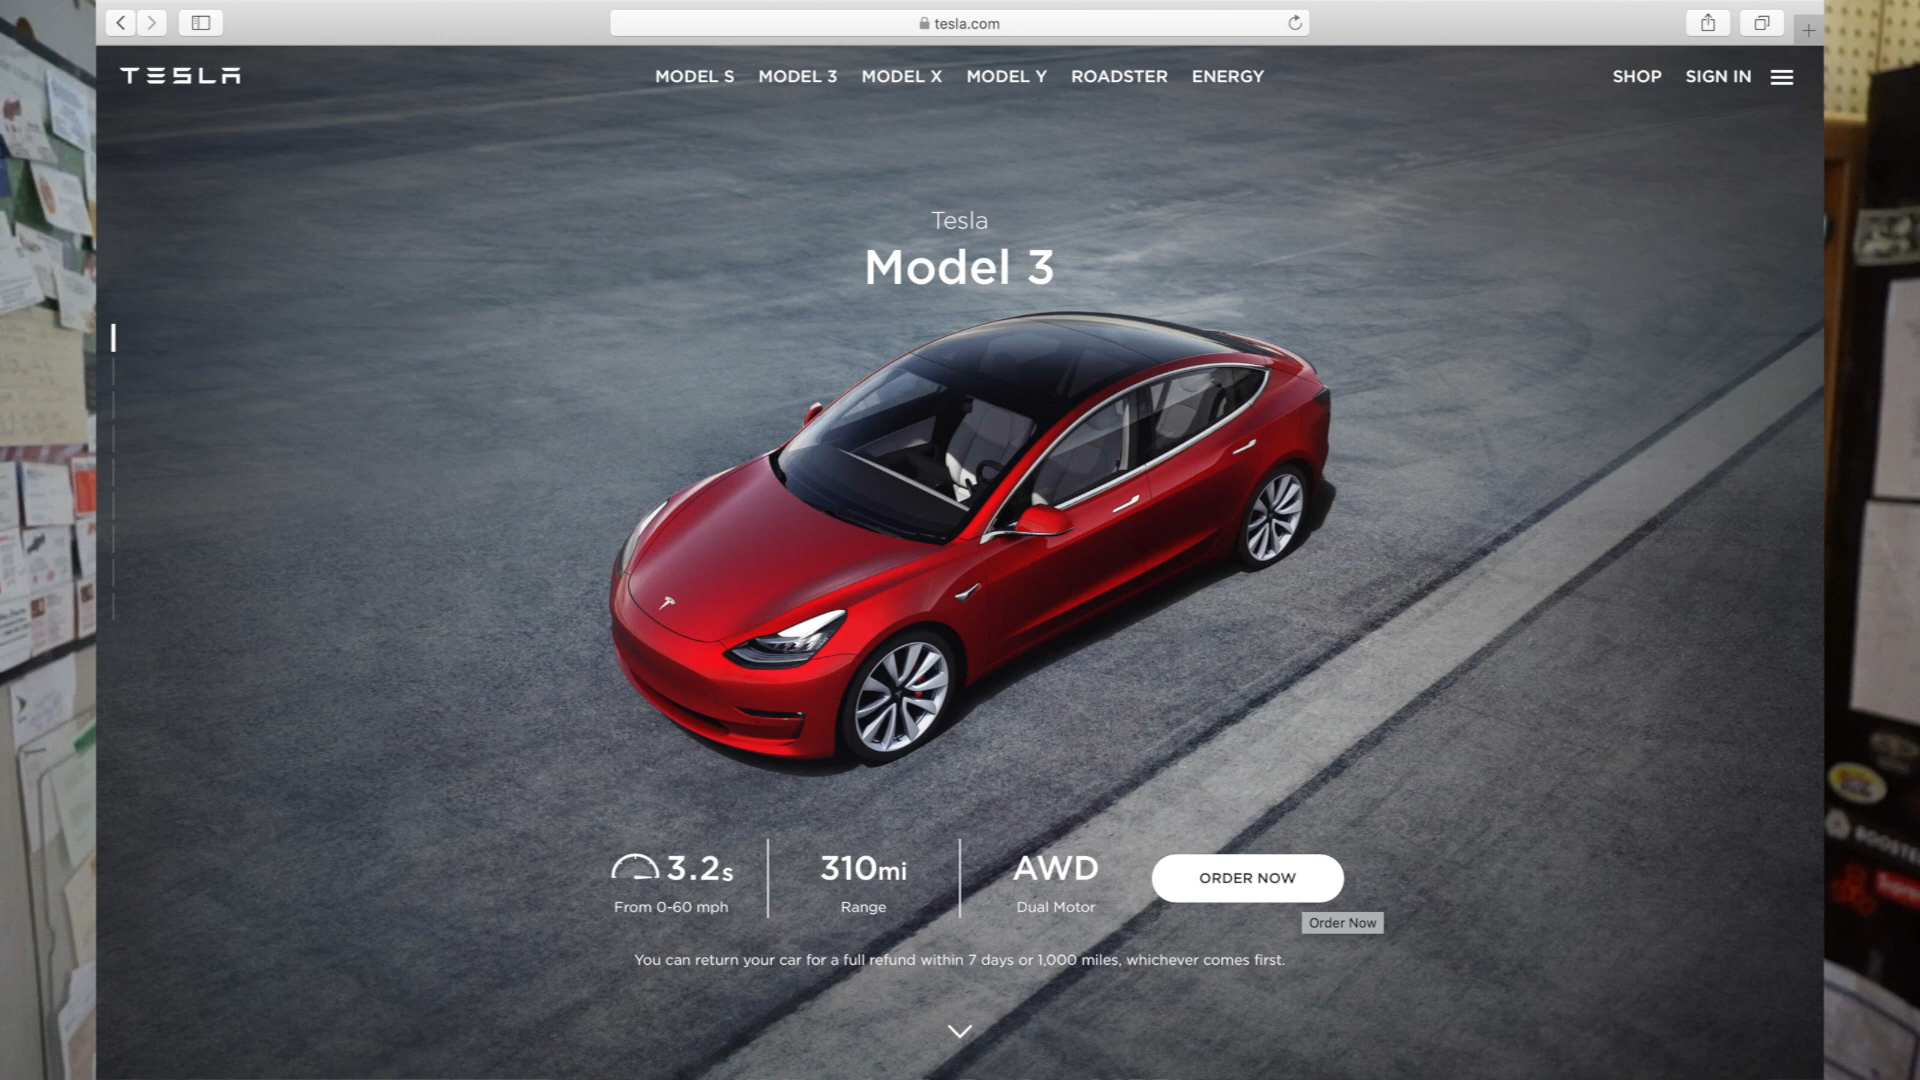 tesla.com
TESLA
MODEL S MODEL 3 MODEL X MODEL Y ROADSTER ENERGY
SHOP SIGN IN
Tesla
Model 3
3.2s
From 0-60 mph
310mi
Range
AWD
Dual Motor
ORDER NOW
Order Now
You can return your car for a full refund within 7 days or 1,000 miles, whichever comes first.